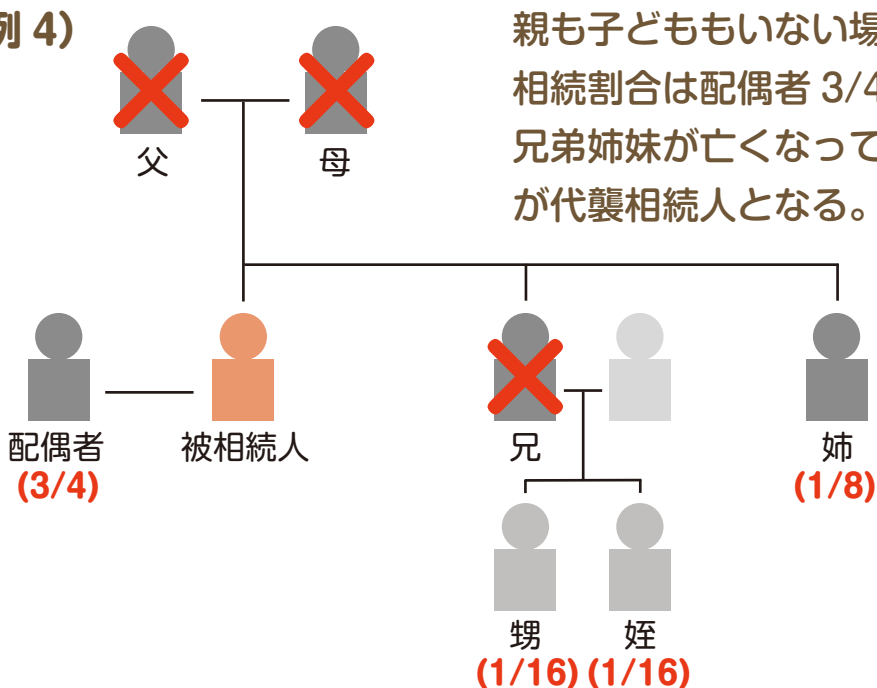 例 4)
親も子どももいない場
相続割合は配偶者 3/4
兄弟姉妹が亡くなって
が代襲相続人となる。
父
母
配偶者
(3/4)
被相続人
兄
姉
(1/8)
甥
(1/16)
姪
(1/16)